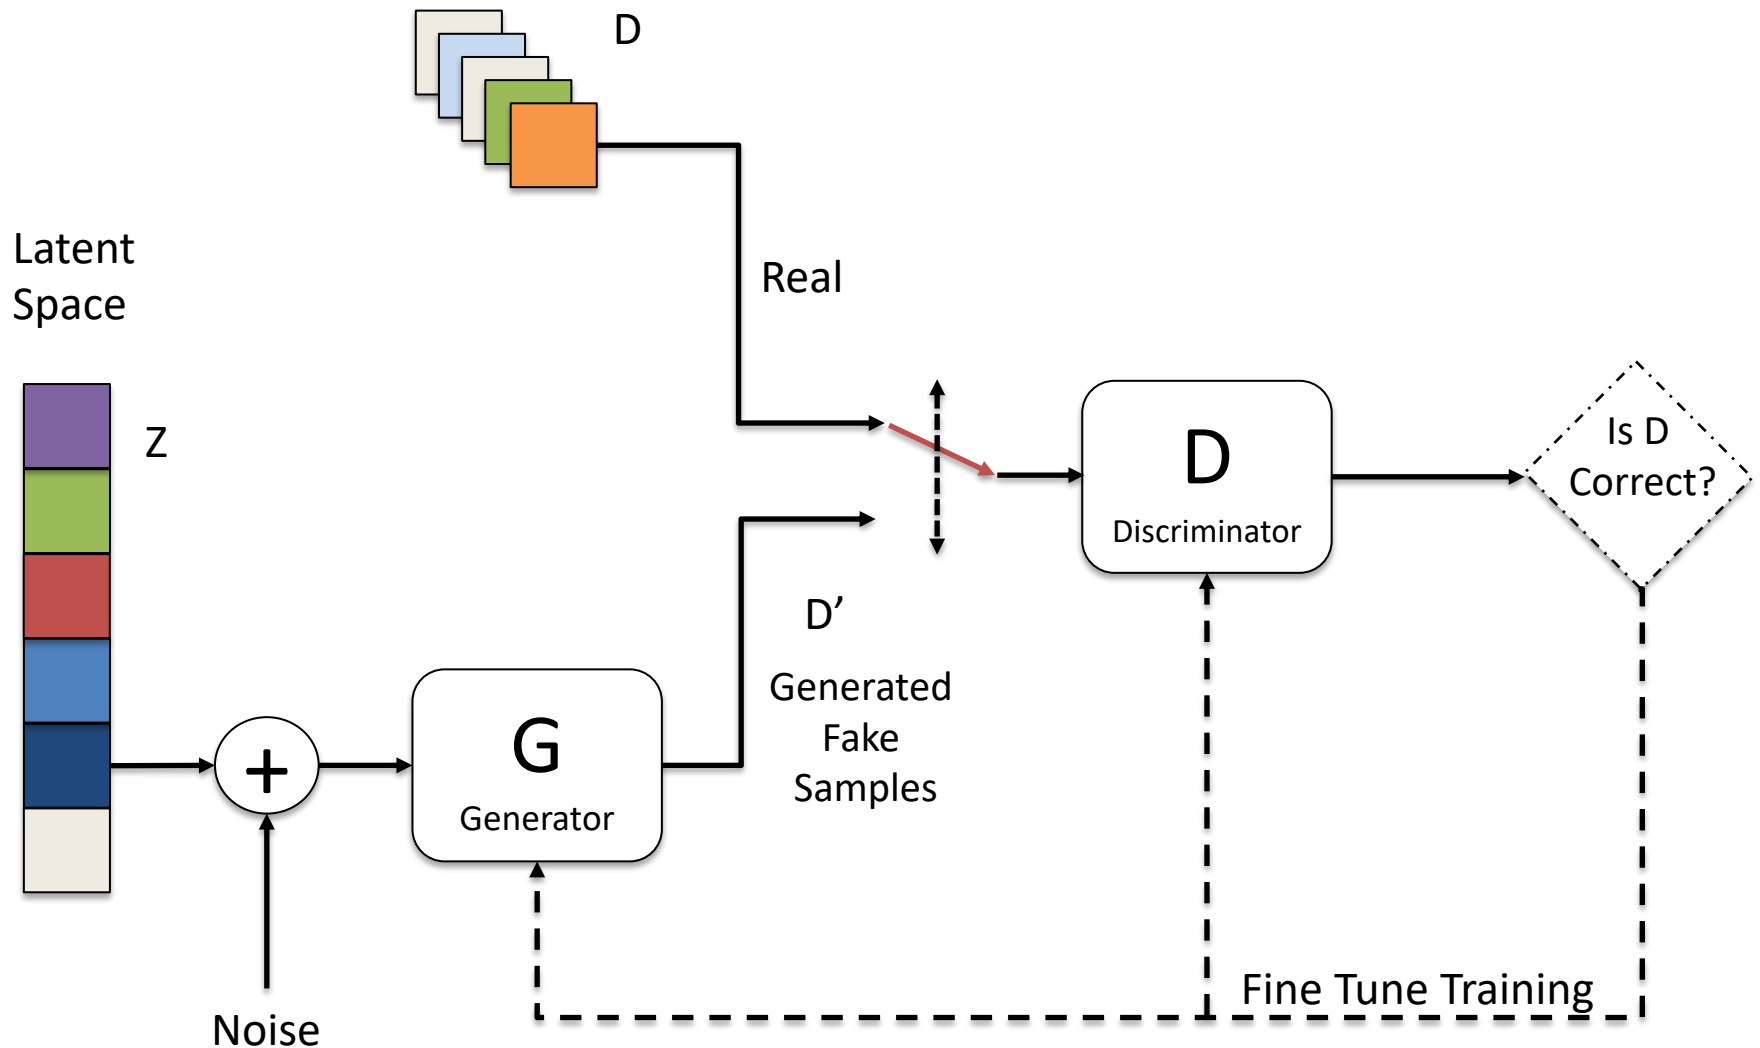 D
Latent
Space
Real
Z
D
Discriminator
Is D
Correct?
D’
Generated
Fake
Samples
+
G
Generator
Fine Tune Training
Noise